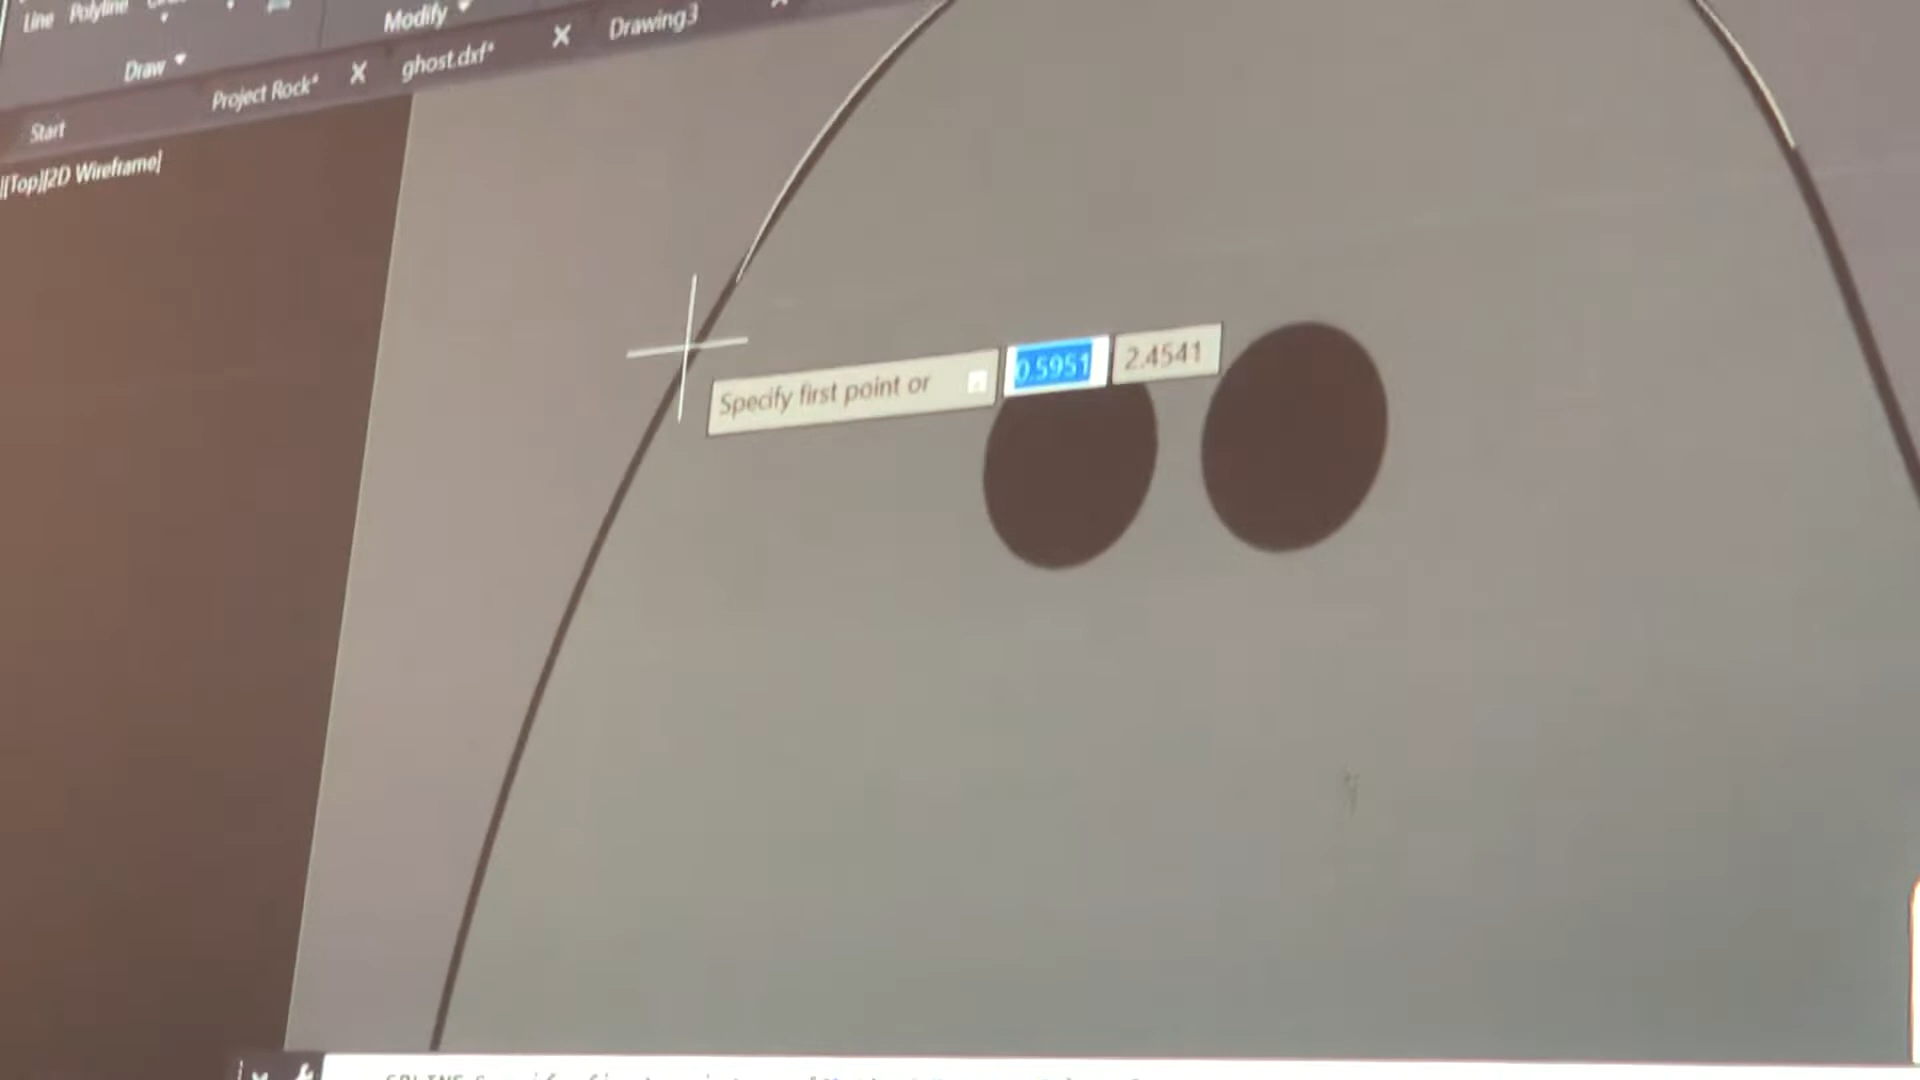 Line Polyline
Modify
Draw
Start Project Rock* X ghost.dxf* X Drawing3
[Top][2D Wireframe]
Specify first point or 0.5951 2.4541